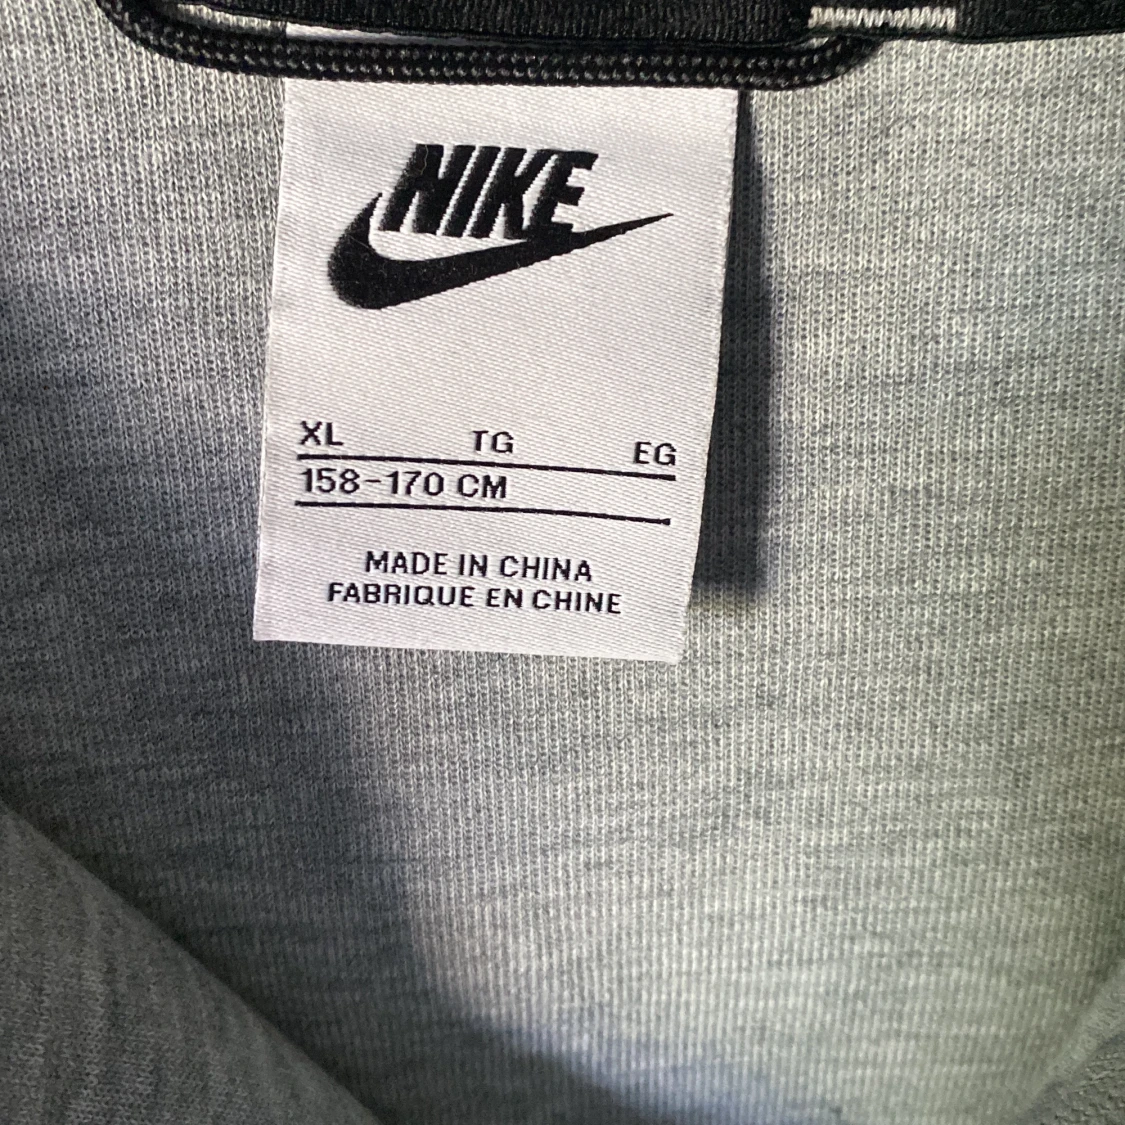 NIKE
XL TG EG
158-170 CM
MADE IN CHINA
FABRIQUE EN CHINE